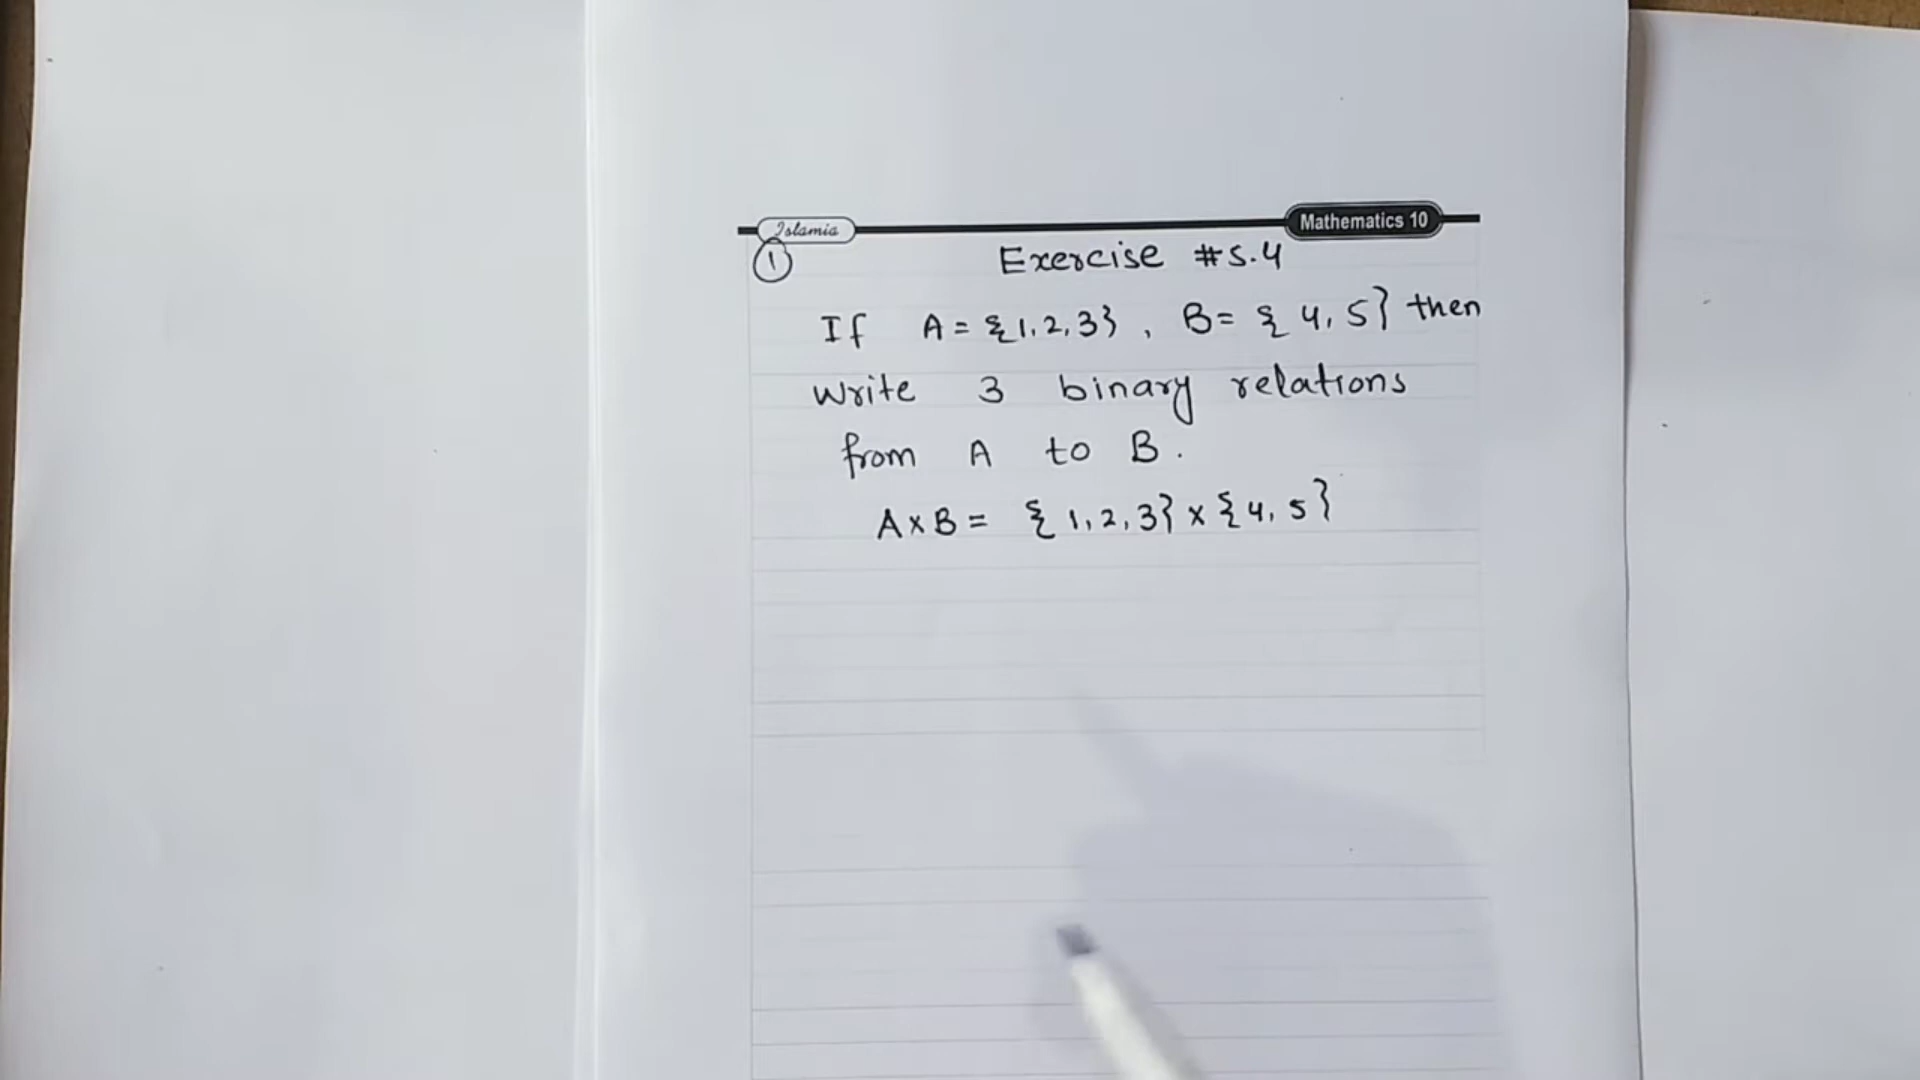 Islamia
Mathematics 10
1
Exercise #5.4
If A = {1,2,3} , B= { 4, 5} then
write 3 binary relations
from A to B.
A×B= { 1,2,3} × {4, 5}